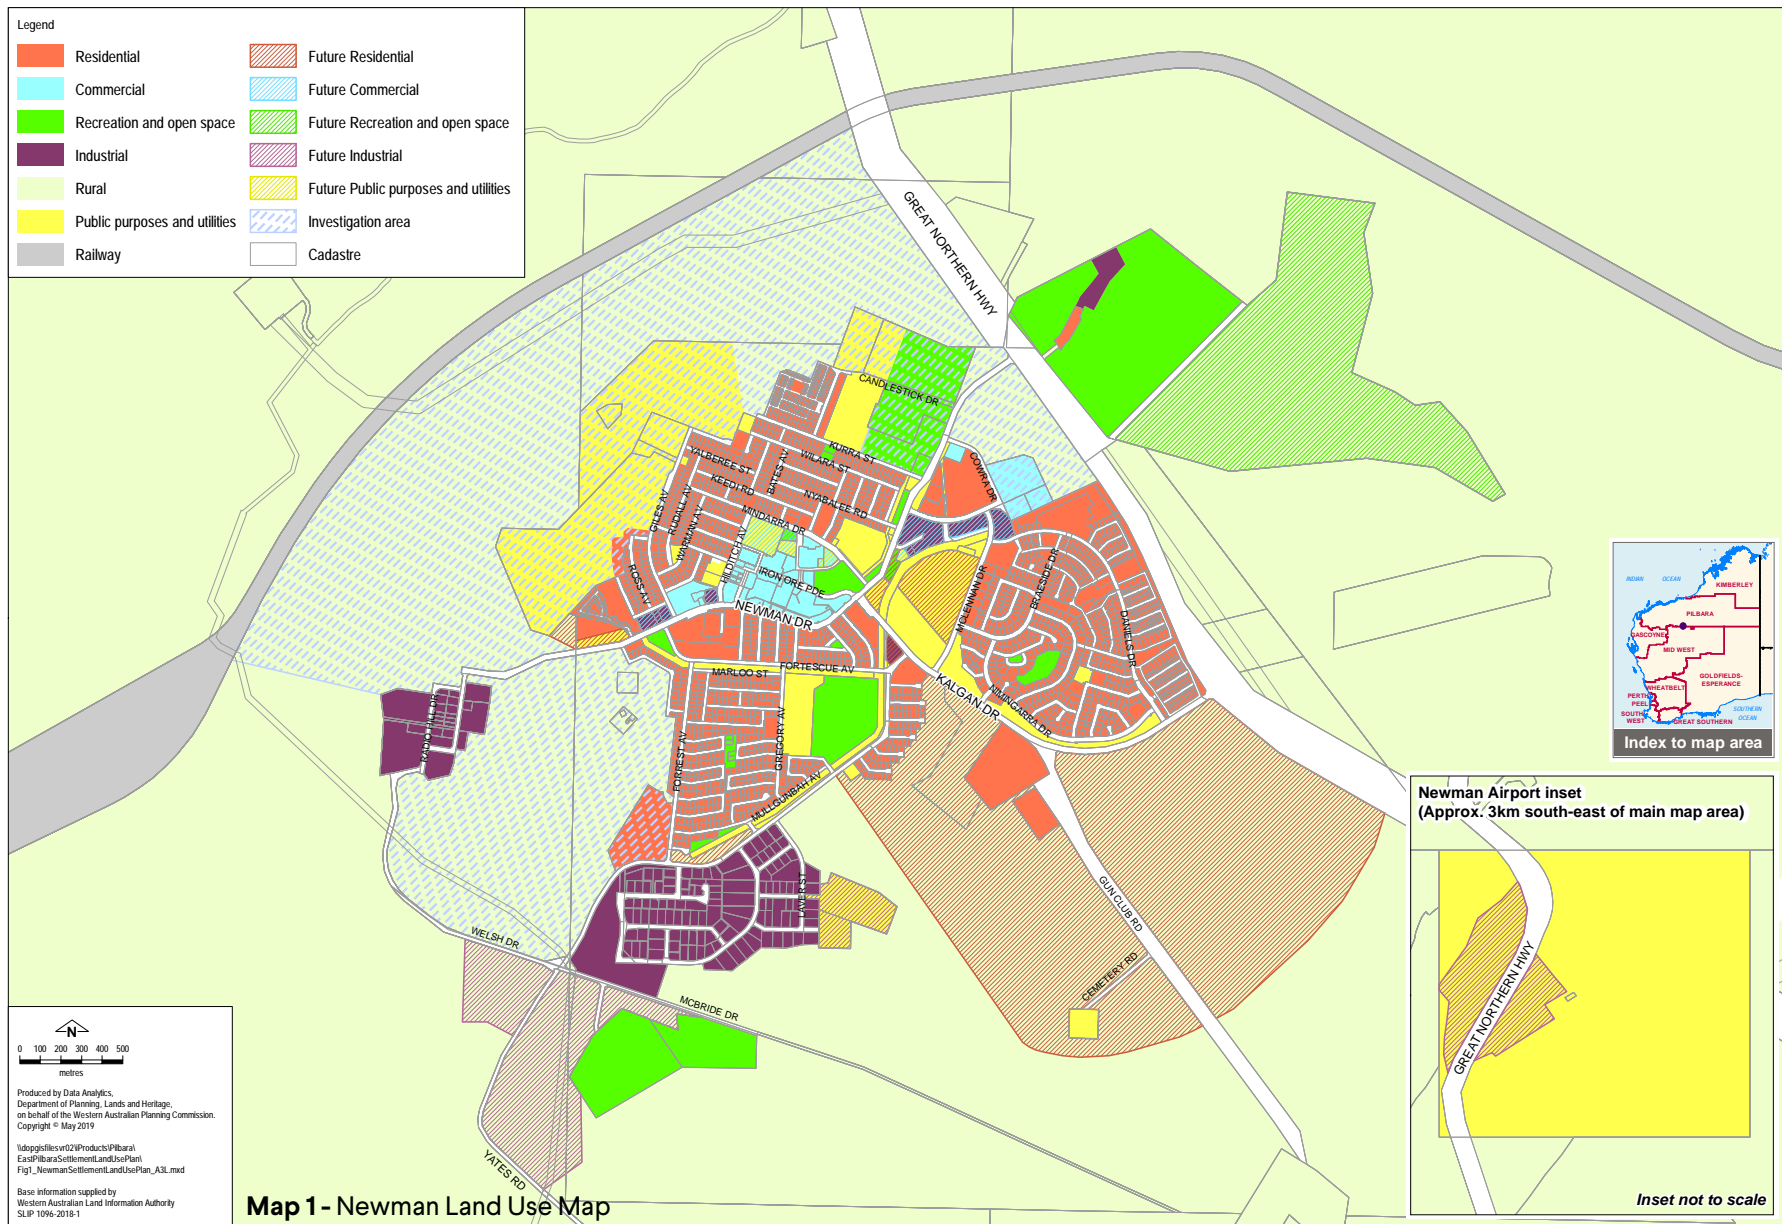 Legend
Residential
Commercial
Recreation and open space
Industrial
Rural
Public purposes and utilities
Railway
Future Residential
Future Commercial
Future Recreation and open space
Future Industrial
Future Public purposes and utilities
Investigation area
Cadastre
GREAT NORTHERN HWY
CANDLESTICK DR
KURRA ST
WILARA ST
YALBEREE ST
BATES AV
KEEDI RD
NYABALEE RD
COWRA DR
GILES AV
RUDALL AV
WARMAN AV
MINDARRA DR
HILDITCH AV
IRON ORE PDE
ROSS AV
NEWMAN DR
MCLENNAN DR
BRAESIDE DR
DANIELS DR
FORTESCUE AV
MARLOO ST
KALGAN DR
NIMINGARRA DR
RADIO HILL DR
GREGORY AV
FORREST AV
MULLGUNBAH AV
LAVER ST
GUN CLUB RD
WELSH DR
CEMETERY RD
MCBRIDE DR
YATES RD
INDIAN OCEAN
KIMBERLEY
PILBARA
GASCOYNE
MID WEST
GOLDFIELDS-
ESPERANCE
WHEATBELT
PERTH
PEEL
SOUTH
WEST
GREAT SOUTHERN
SOUTHERN
OCEAN
Index to map area
Newman Airport inset
(Approx. 3km south-east of main map area)
GREAT NORTHERN HWY
Inset not to scale
N
0 100 200 300 400 500
metres
Produced by Data Analytics,
Department of Planning, Lands and Heritage,
on behalf of the Western Australian Planning Commission.
Copyright © May 2019
\\dopgisfilesvr02\iProducts\Pilbara\
EastPilbaraSettlementLandUsePlan\
Fig1_NewmanSettlementLandUsePlan_A3L.mxd
Base information supplied by
Western Australian Land Information Authority
SLIP 1096-2018-1
Map 1 - Newman Land Use Map